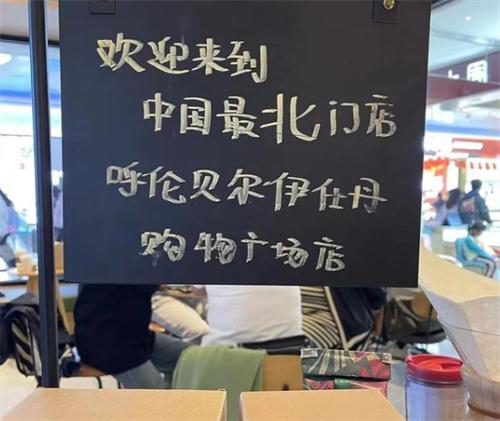 欢迎来到
中国最北门店
呼伦贝尔伊仕丹
购物广场店